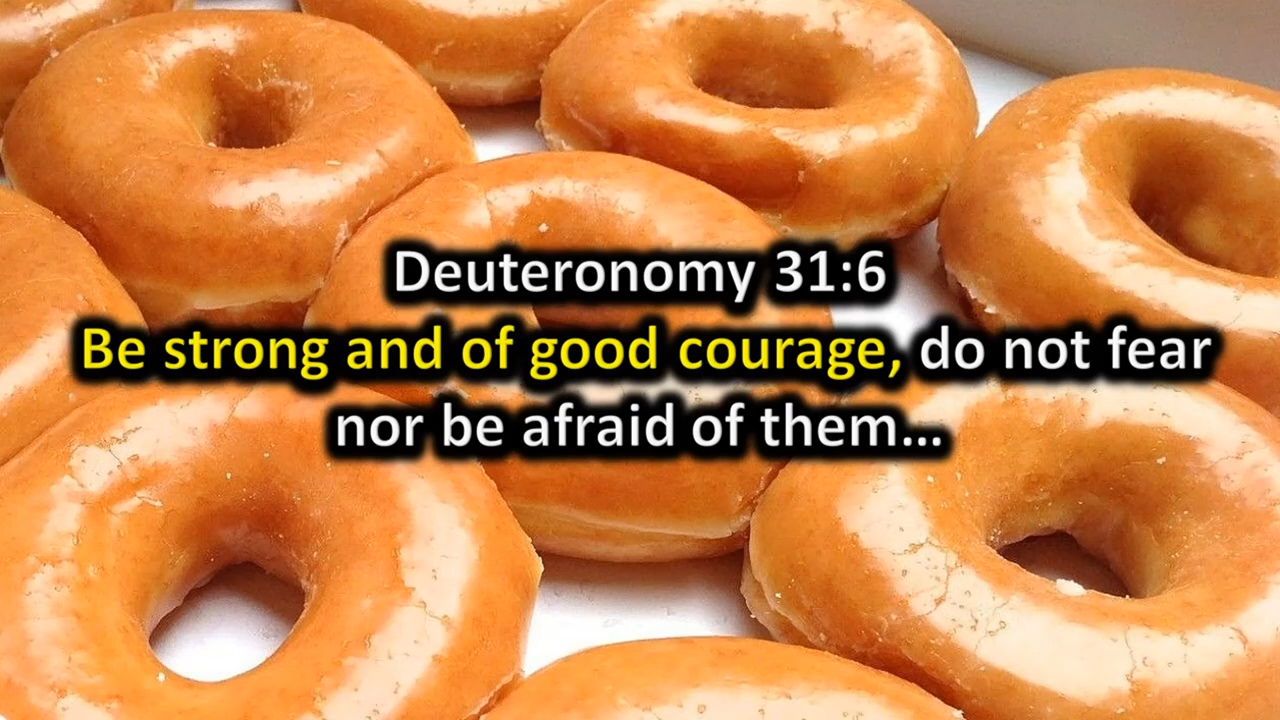 Deuteronomy 31:6
Be strong and of good courage, do not fear
nor be afraid of them...